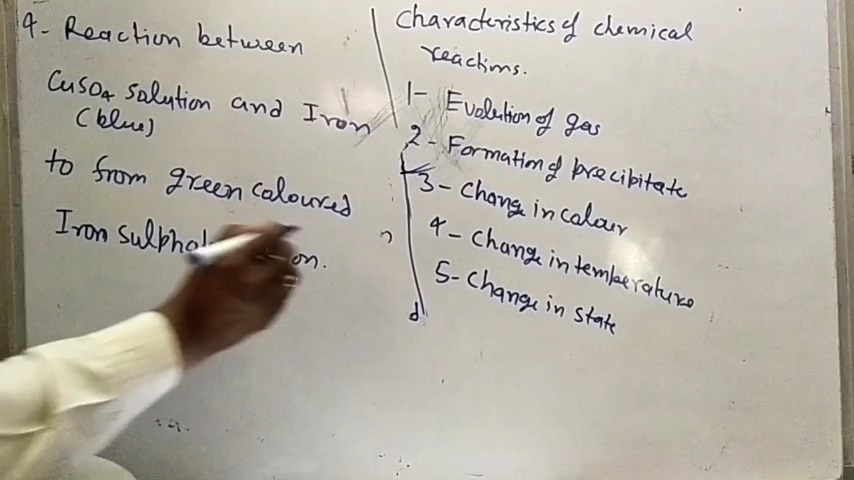 4- Reaction between
CuSO4 solution and Iron
(blue)
to from green coloured
Iron sulphat on.
Characteristics of chemical
reactions.
1- Evolution of gas
2- Formation of precipitate
3- Change in colour
4- Change in temperature
5- Change in state